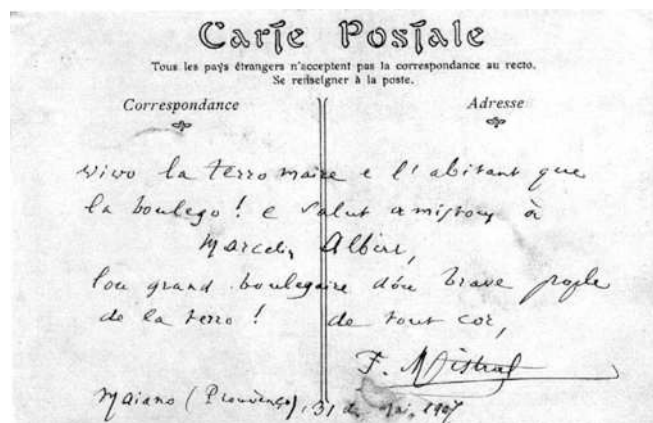 Carte Postale
Tous les pays étrangers n'acceptent pas la correspondance au recto.
Se renseigner à la poste.
Correspondance Adresse
vivo la terro maire e l'abitant que
la boulego ! e salut amistous à
Marcelin Albert,
lou grand boulegaire dóu brave pople
de la terro ! de tout cor,
F. Mistral
Maiano (Prouvènço), 31 de Mai, 1907